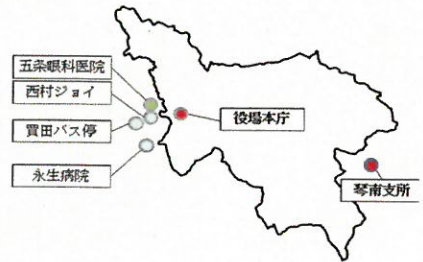 五条眼科医院
西村ジョイ
買田バス停
永生病院
役場本庁
琴南支所